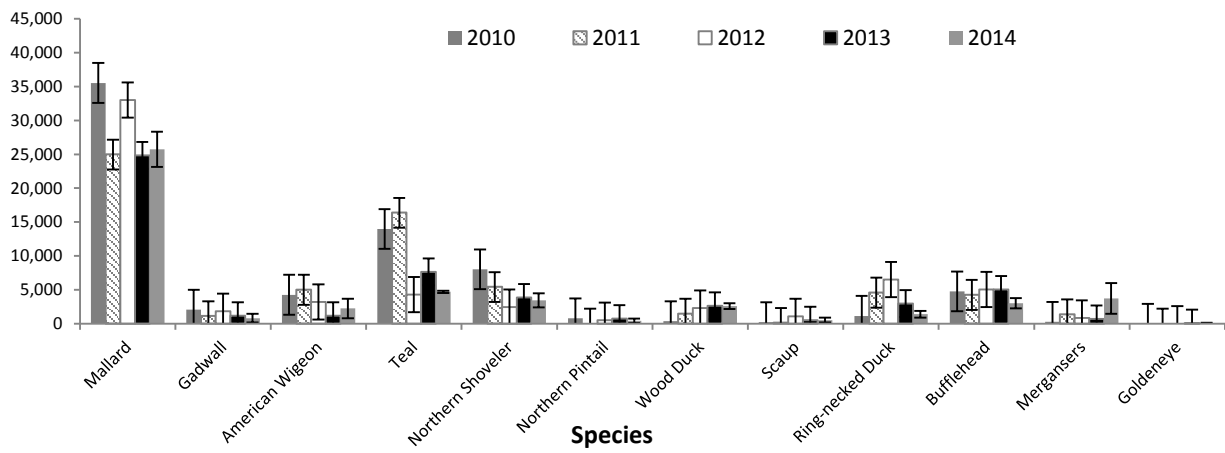 45,000
40,000
35,000
30,000
25,000
20,000
15,000
10,000
5,000
0
2010 2011 2012 2013 2014
Mallard
Gadwall
American Wigeon
Teal
Northern Shoveler
Northern Pintail
Wood Duck
Scaup
Ring-necked Duck
Bufflehead
Mergansers
Goldeneye
Species